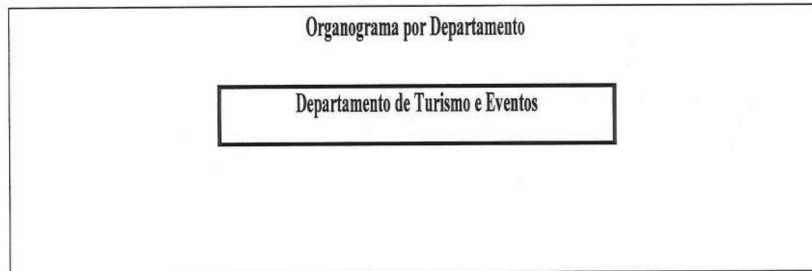 Organograma por Departamento
Departamento de Turismo e Eventos